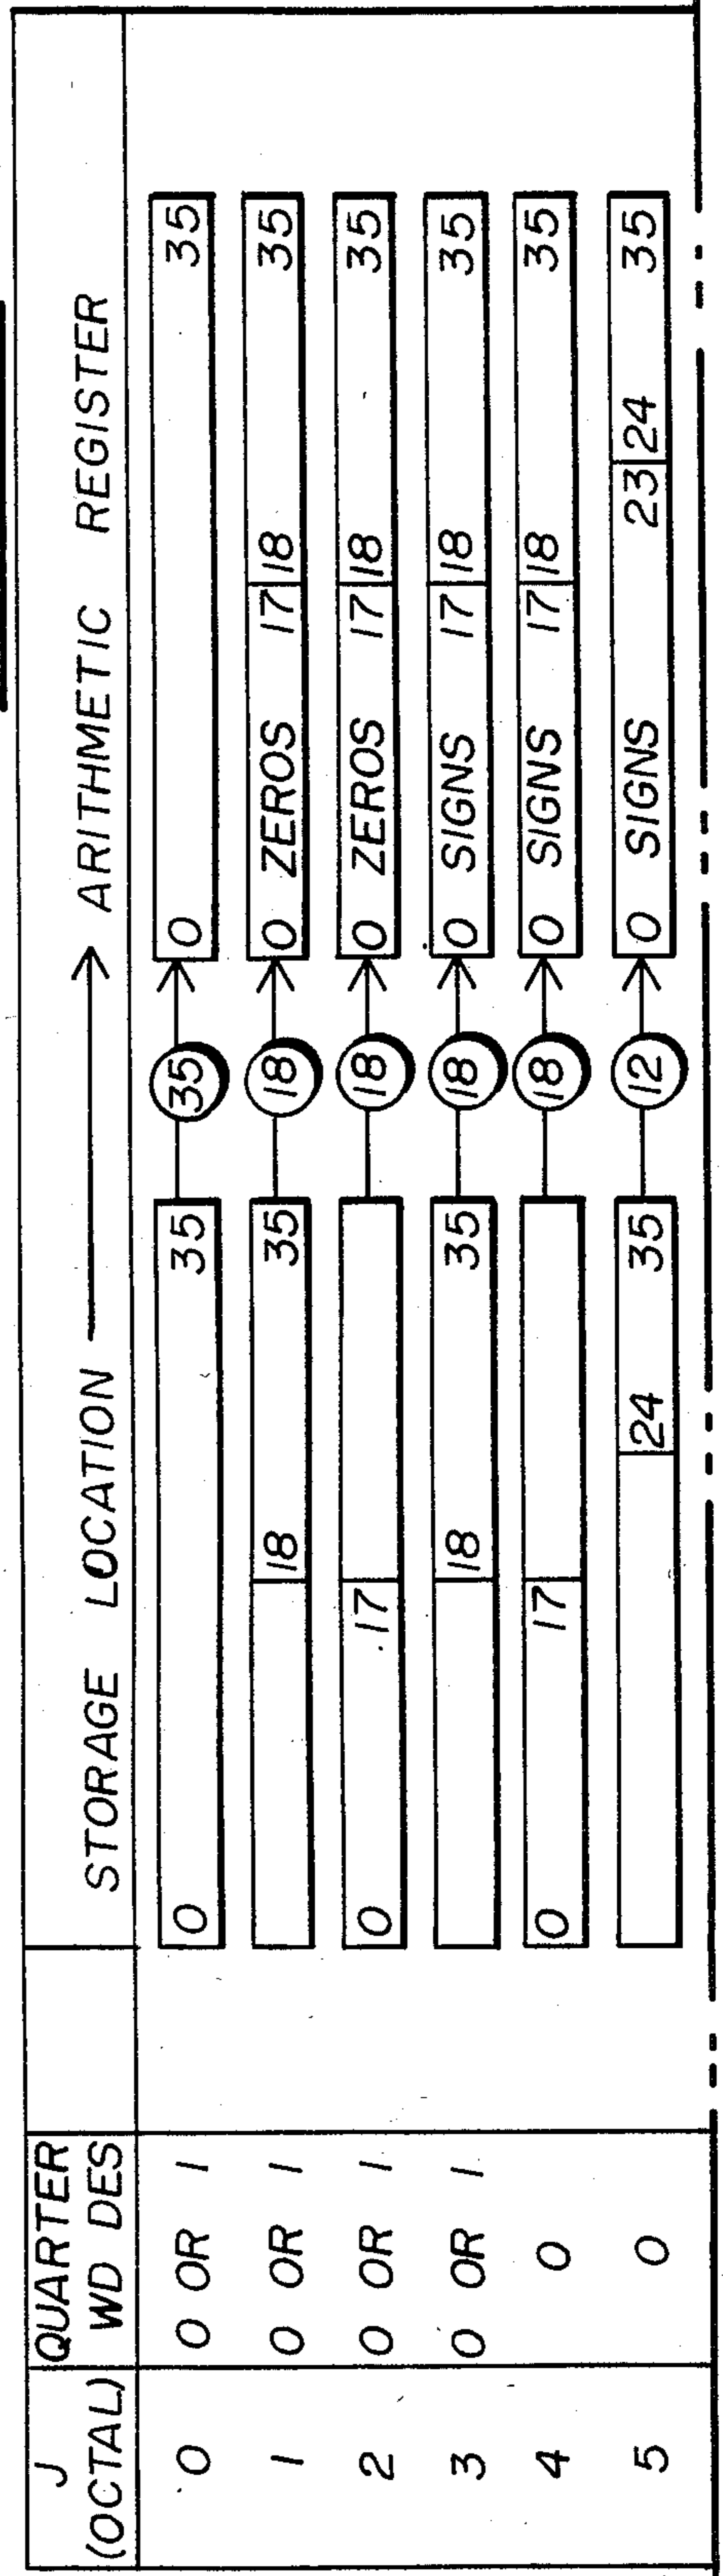 J QUARTER STORAGE LOCATION → ARITHMETIC REGISTER
(OCTAL) WD DES
0 0 OR 1 0 35 35 0 35
1 0 OR 1 18 35 18 0 ZEROS 17 18 35
2 0 OR 1 0 17 18 0 ZEROS 17 18 35
3 0 OR 1 18 35 18 0 SIGNS 17 18 35
4 0 0 17 18 0 SIGNS 17 18 35
5 0 24 35 12 0 SIGNS 23 24 35